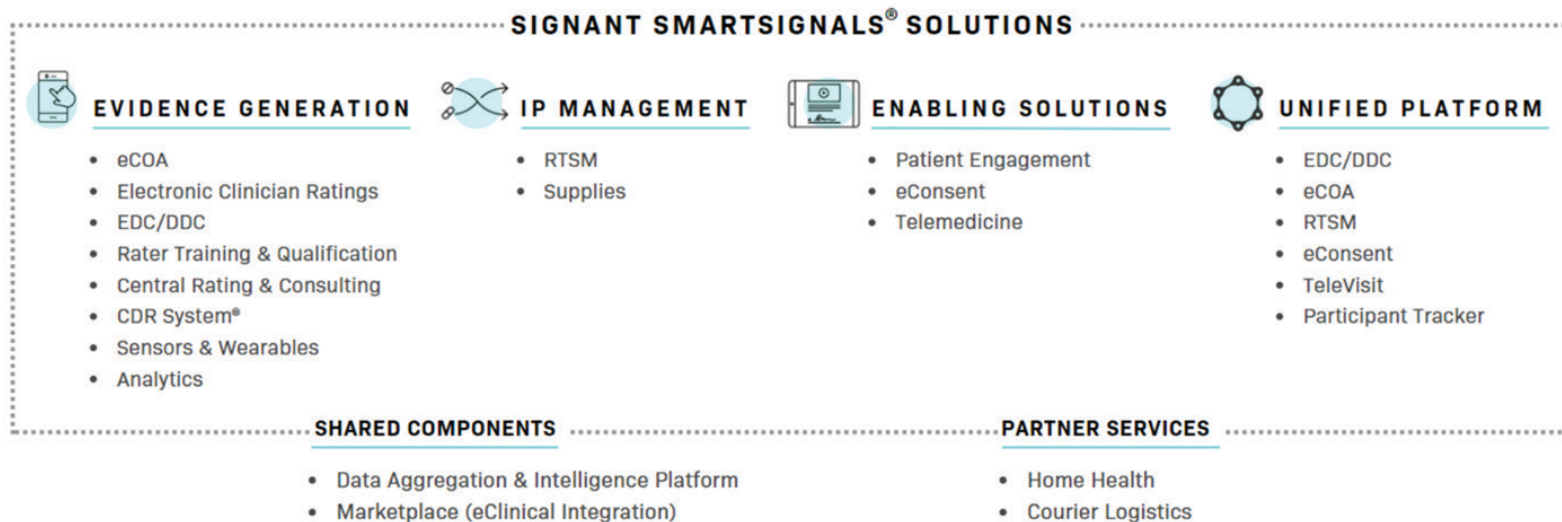 SIGNANT SMARTSIGNALS® SOLUTIONS
EVIDENCE GENERATION
• eCOA
• Electronic Clinician Ratings
• EDC/DDC
• Rater Training & Qualification
• Central Rating & Consulting
• CDR System®
• Sensors & Wearables
• Analytics
IP MANAGEMENT
• RTSM
• Supplies
ENABLING SOLUTIONS
• Patient Engagement
• eConsent
• Telemedicine
UNIFIED PLATFORM
• EDC/DDC
• eCOA
• RTSM
• eConsent
• TeleVisit
• Participant Tracker
SHARED COMPONENTS
• Data Aggregation & Intelligence Platform
• Marketplace (eClinical Integration)
PARTNER SERVICES
• Home Health
• Courier Logistics